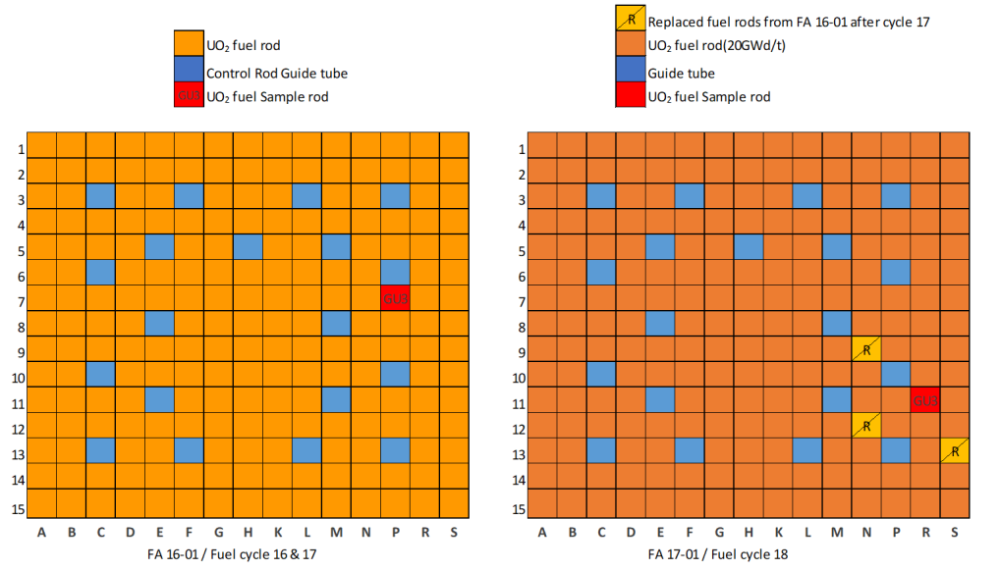 UO₂ fuel rod
Control Rod Guide tube
GU3 UO₂ fuel Sample rod
R Replaced fuel rods from FA 16-01 after cycle 17
UO₂ fuel rod(20GWd/t)
Guide tube
UO₂ fuel Sample rod
1
2
3
4
5
6
7 GU3
8
9
10
11
12
13
14
15
A B C D E F G H K L M N P R S
FA 16-01 / Fuel cycle 16 & 17
1
2
3
4
5
6
7
8
9 R
10
11 GU3
12 R
13 R
14
15
A B C D E F G H K L M N P R S
FA 17-01 / Fuel cycle 18